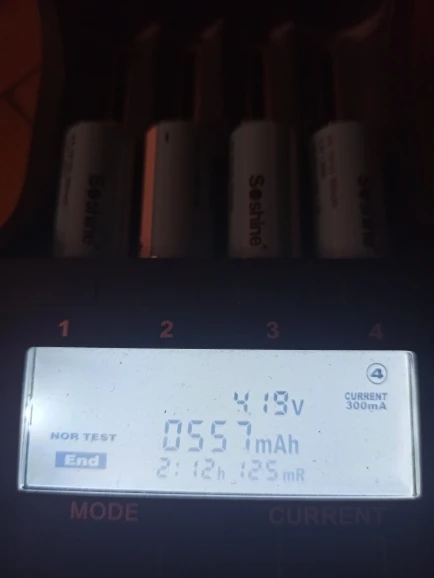 Soshine
Soshine
Soshine
1 2 3 4
4
4.19V
CURRENT
300mA
NOR TEST
0557mAh
End
2:12h 125mR
MODE CURRENT